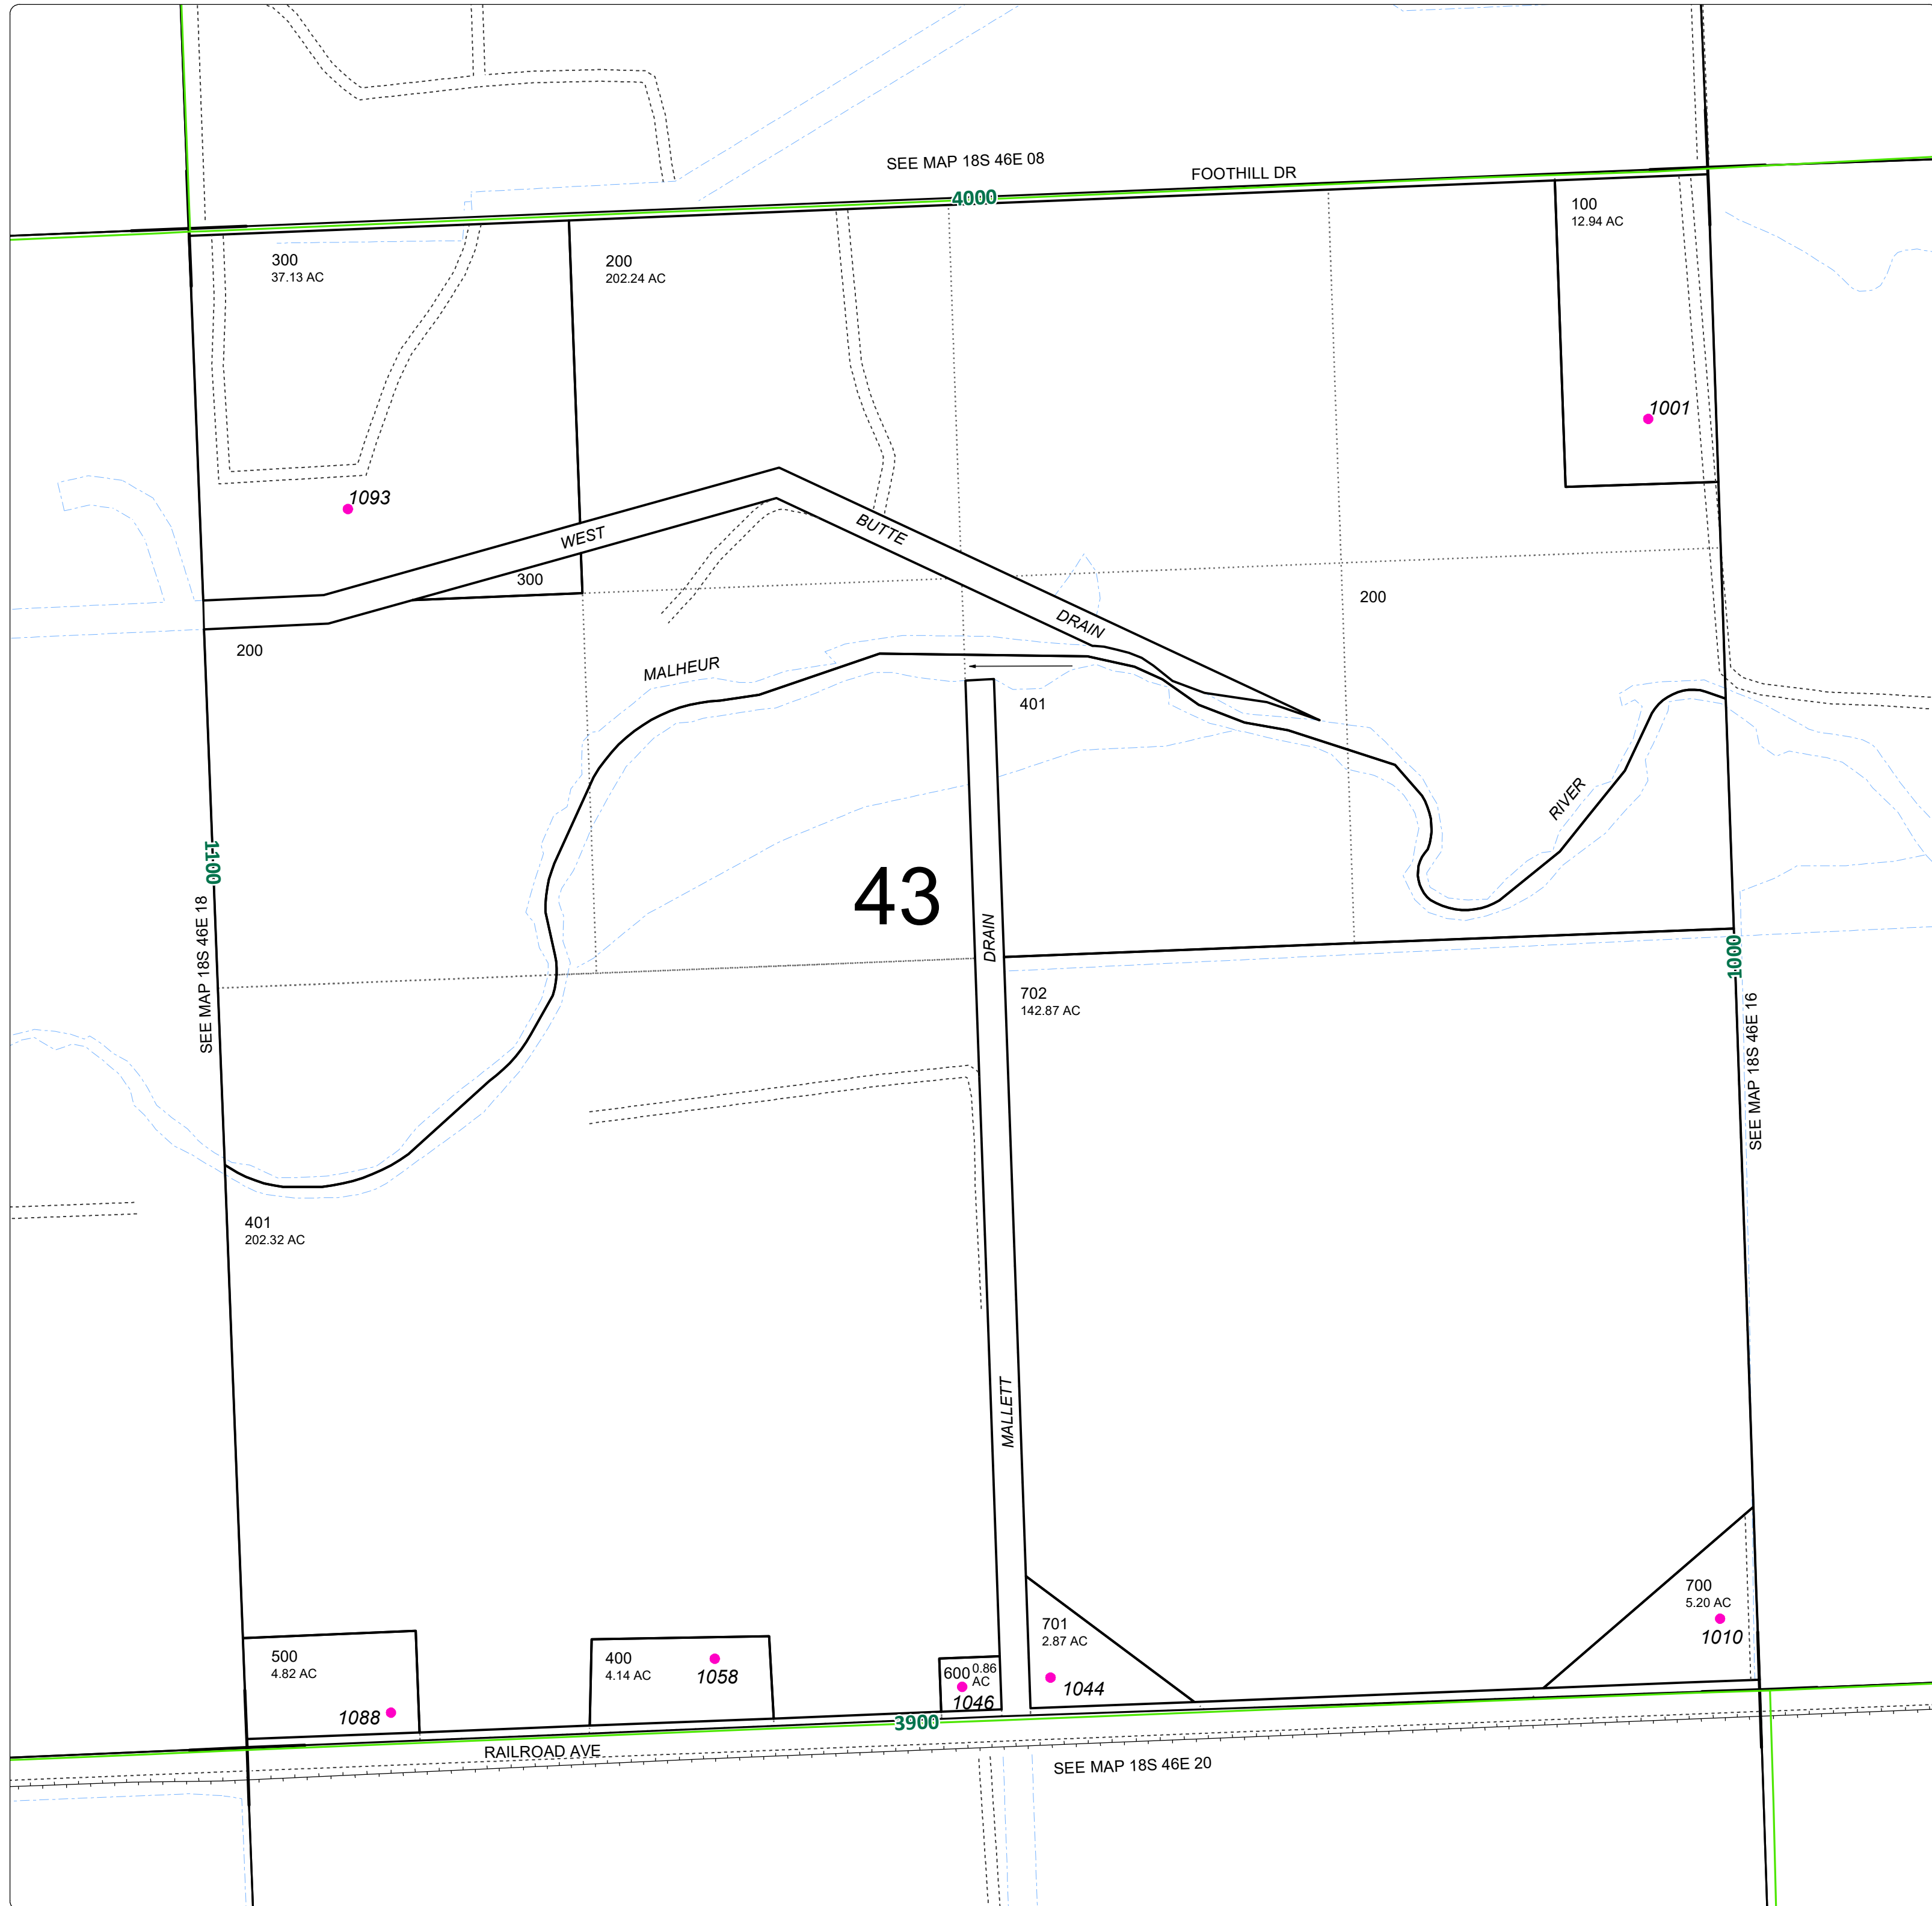 SEE MAP 18S 46E 08
FOOTHILL DR
4000
100
12.94 AC
300
37.13 AC
200
202.24 AC
1001
1093
WEST
BUTTE
300
200
DRAIN
200
MALHEUR
401
RIVER
1100
43
SEE MAP 18S 46E 18
DRAIN
1000
702
142.87 AC
SEE MAP 18S 46E 16
401
202.32 AC
MALLETT
700
5.20 AC
1010
701
2.87 AC
1044
500
4.82 AC
1088
400
4.14 AC
1058
600 0.86
AC
1046
3900
RAILROAD AVE
SEE MAP 18S 46E 20